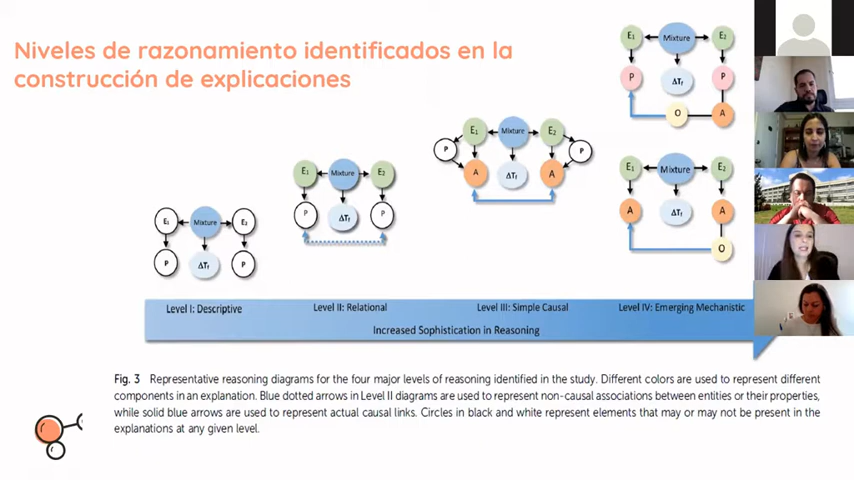 Niveles de razonamiento identificados en la
construcción de explicaciones
E₁ Mixture E₂
P ΔTf P
O A
E₁ Mixture E₂
P P
A ΔTf A
E₁ Mixture E₂
A ΔTf A
O
E₁ Mixture E₂
P ΔTf P
E₁ Mixture E₂
P ΔTf P
Level I: Descriptive Level II: Relational Level III: Simple Causal Level IV: Emerging Mechanistic
Increased Sophistication in Reasoning
Fig. 3 Representative reasoning diagrams for the four major levels of reasoning identified in the study. Different colors are used to represent different
components in an explanation. Blue dotted arrows in Level II diagrams are used to represent non-causal associations between entities or their properties,
while solid blue arrows are used to represent actual causal links. Circles in black and white represent elements that may or may not be present in the
explanations at any given level.